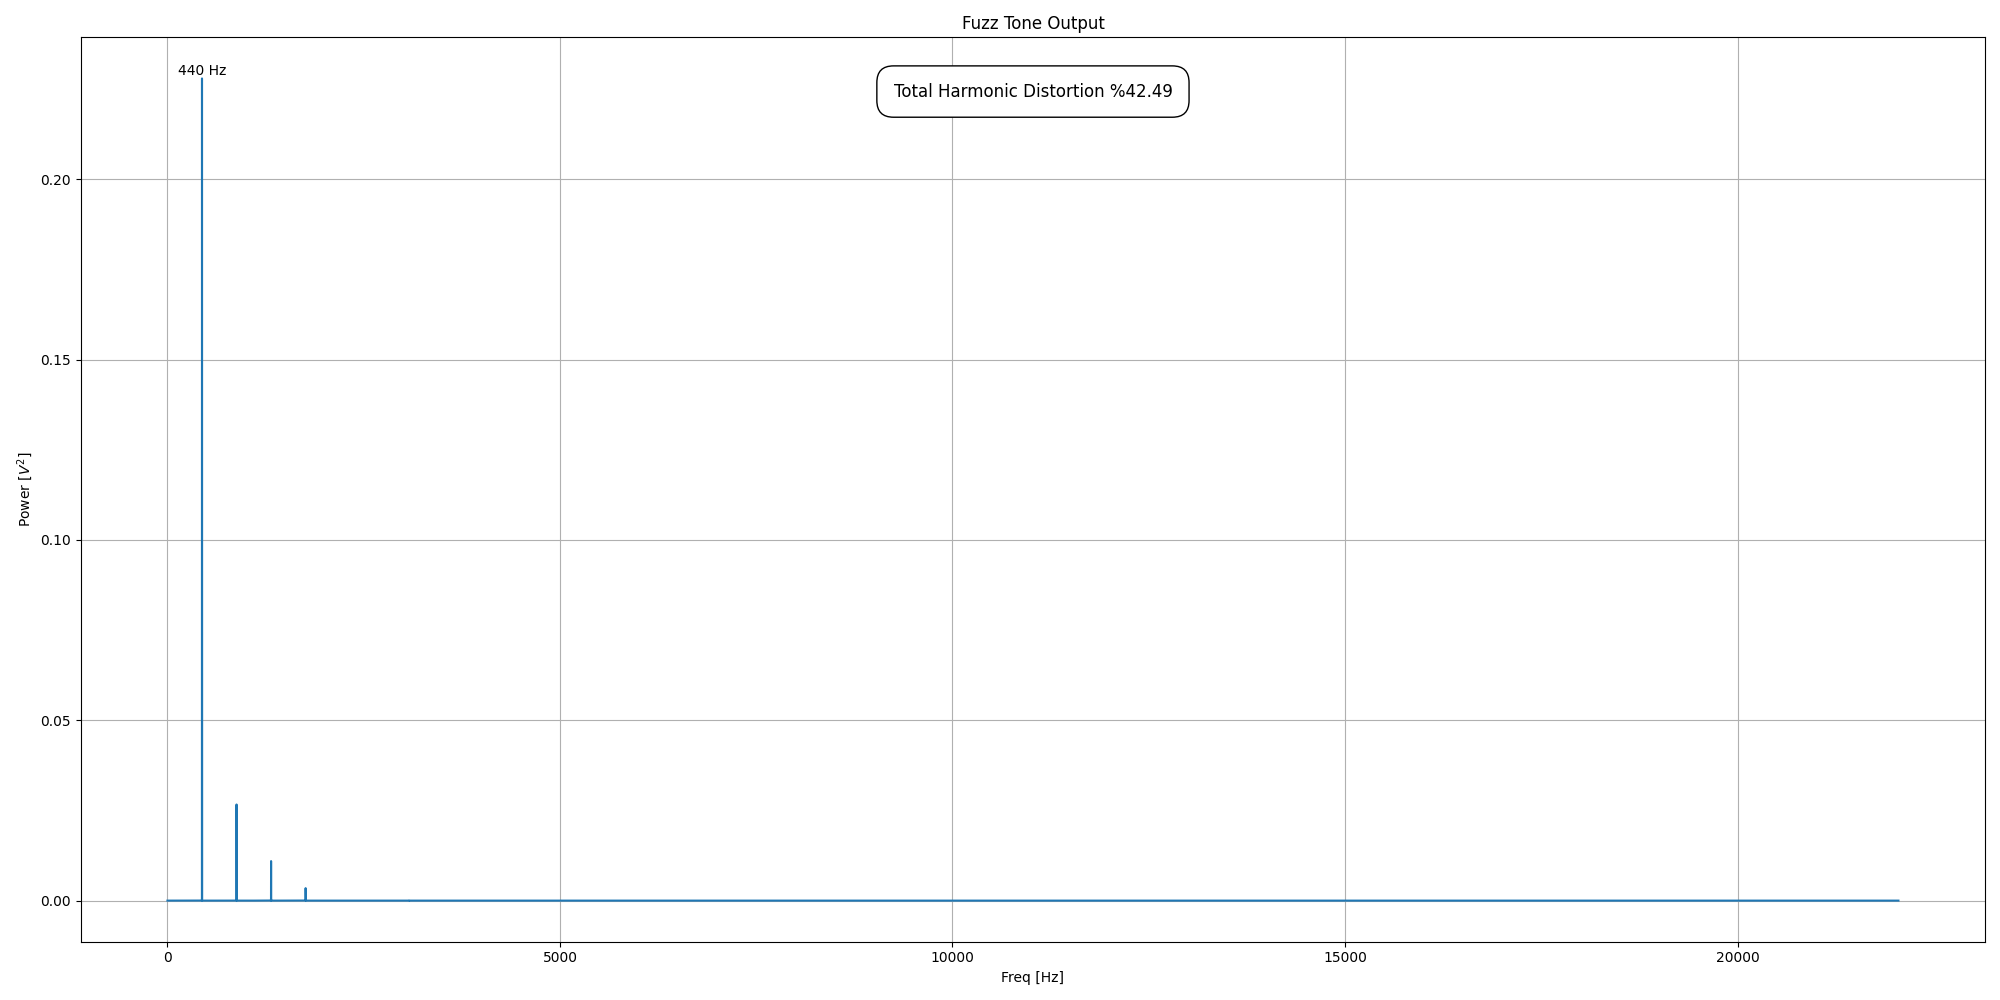 Fuzz Tone Output
440 Hz
Total Harmonic Distortion %42.49
0.20
0.15
0.10
0.05
0.00
Power [V²]
0
5000
10000
15000
20000
Freq [Hz]